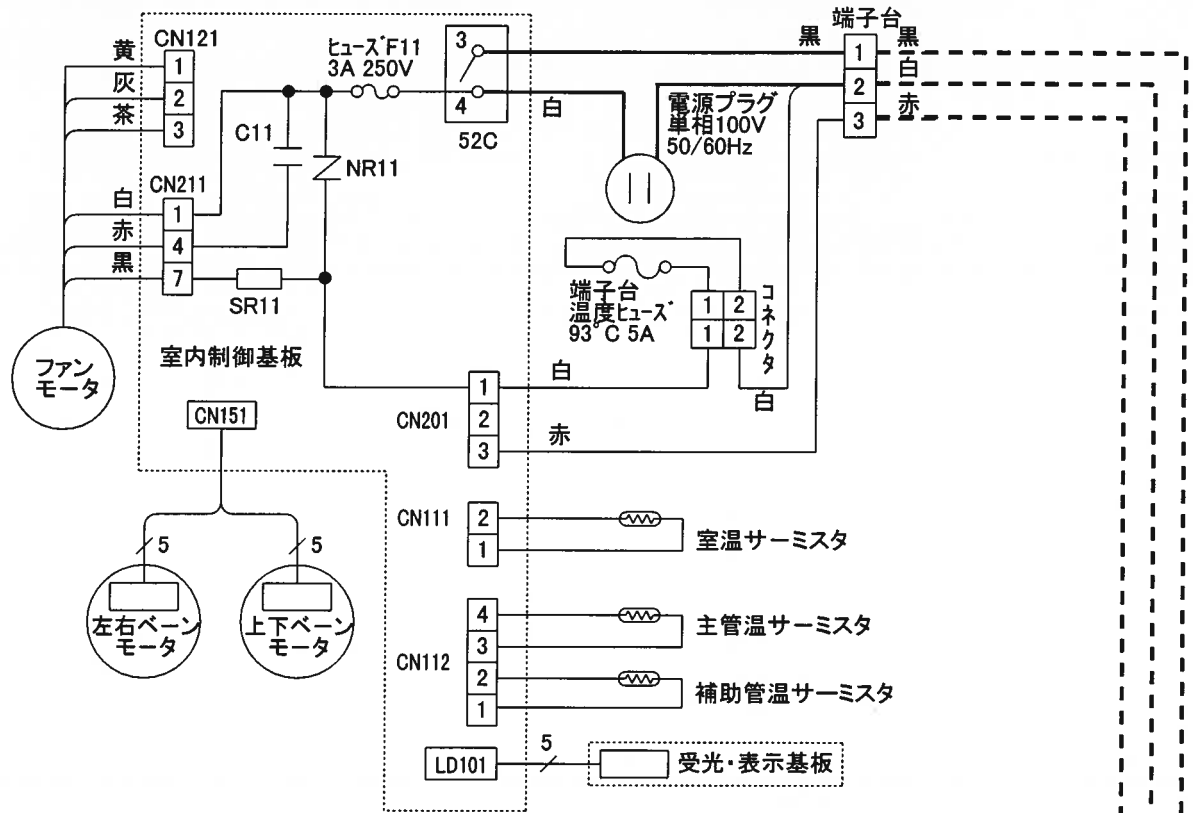 CN121
黄
灰
茶
1
2
3
ヒューズF11
3A 250V
3
4
52C
黒
白
端子台
1
2
3
黒
白
赤
電源プラグ
単相100V
50/60Hz
C11
NR11
CN211
白
赤
黒
1
4
7
SR11
端子台
温度ヒューズ
93°C 5A
1
2
1
2
コネクタ
ファン
モータ
室内制御基板
白
白
CN151
CN201
1
2
3
赤
CN111
2
1
室温サーミスタ
5
5
左右ベーン
モータ
上下ベーン
モータ
CN112
4
3
2
1
主管温サーミスタ
補助管温サーミスタ
LD101
5
受光・表示基板